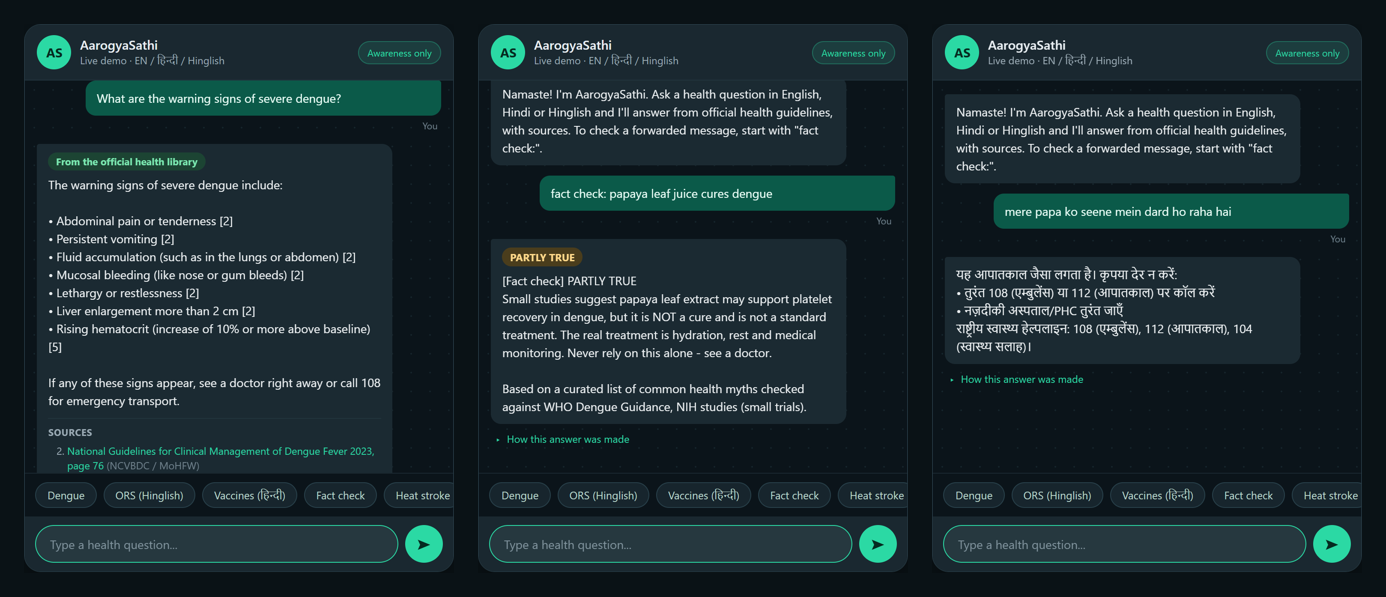 AS
AarogyaSathi
Live demo · EN / हिन्दी / Hinglish
Awareness only
What are the warning signs of severe dengue?
You
From the official health library
The warning signs of severe dengue include:
• Abdominal pain or tenderness [2]
• Persistent vomiting [2]
• Fluid accumulation (such as in the lungs or abdomen) [2]
• Mucosal bleeding (like nose or gum bleeds) [2]
• Lethargy or restlessness [2]
• Liver enlargement more than 2 cm [2]
• Rising hematocrit (increase of 10% or more above baseline)
[5]
If any of these signs appear, see a doctor right away or call 108
for emergency transport.
SOURCES
2. National Guidelines for Clinical Management of Dengue Fever 2023,
page 76 (NCVBDC / MoHFW)
Dengue
ORS (Hinglish)
Vaccines (हिन्दी)
Fact check
Heat stroke
Type a health question...
AS
AarogyaSathi
Live demo · EN / हिन्दी / Hinglish
Awareness only
Namaste! I'm AarogyaSathi. Ask a health question in English,
Hindi or Hinglish and I'll answer from official health guidelines,
with sources. To check a forwarded message, start with "fact
check:".
fact check: papaya leaf juice cures dengue
You
PARTLY TRUE
[Fact check] PARTLY TRUE
Small studies suggest papaya leaf extract may support platelet
recovery in dengue, but it is NOT a cure and is not a standard
treatment. The real treatment is hydration, rest and medical
monitoring. Never rely on this alone - see a doctor.
Based on a curated list of common health myths checked
against WHO Dengue Guidance, NIH studies (small trials).
How this answer was made
Dengue
ORS (Hinglish)
Vaccines (हिन्दी)
Fact check
Heat stroke
Type a health question...
AS
AarogyaSathi
Live demo · EN / हिन्दी / Hinglish
Awareness only
Namaste! I'm AarogyaSathi. Ask a health question in English,
Hindi or Hinglish and I'll answer from official health guidelines,
with sources. To check a forwarded message, start with "fact
check:".
mere papa ko seene mein dard ho raha hai
You
यह आपातकाल जैसा लगता है। कृपया देर न करें:
• तुरंत 108 (एम्बुलेंस) या 112 (आपातकाल) पर कॉल करें
• नज़दीकी अस्पताल/PHC तुरंत जाएँ
राष्ट्रीय स्वास्थ्य हेल्पलाइन: 108 (एम्बुलेंस), 112 (आपातकाल), 104
(स्वास्थ्य सलाह)।
How this answer was made
Dengue
ORS (Hinglish)
Vaccines (हिन्दी)
Fact check
Heat stroke
Type a health question...